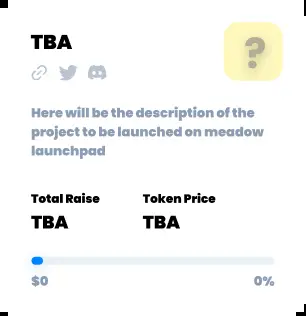 TBA
?
Here will be the description of the
project to be launched on meadow
launchpad
Total Raise Token Price
TBA TBA
$0 0%